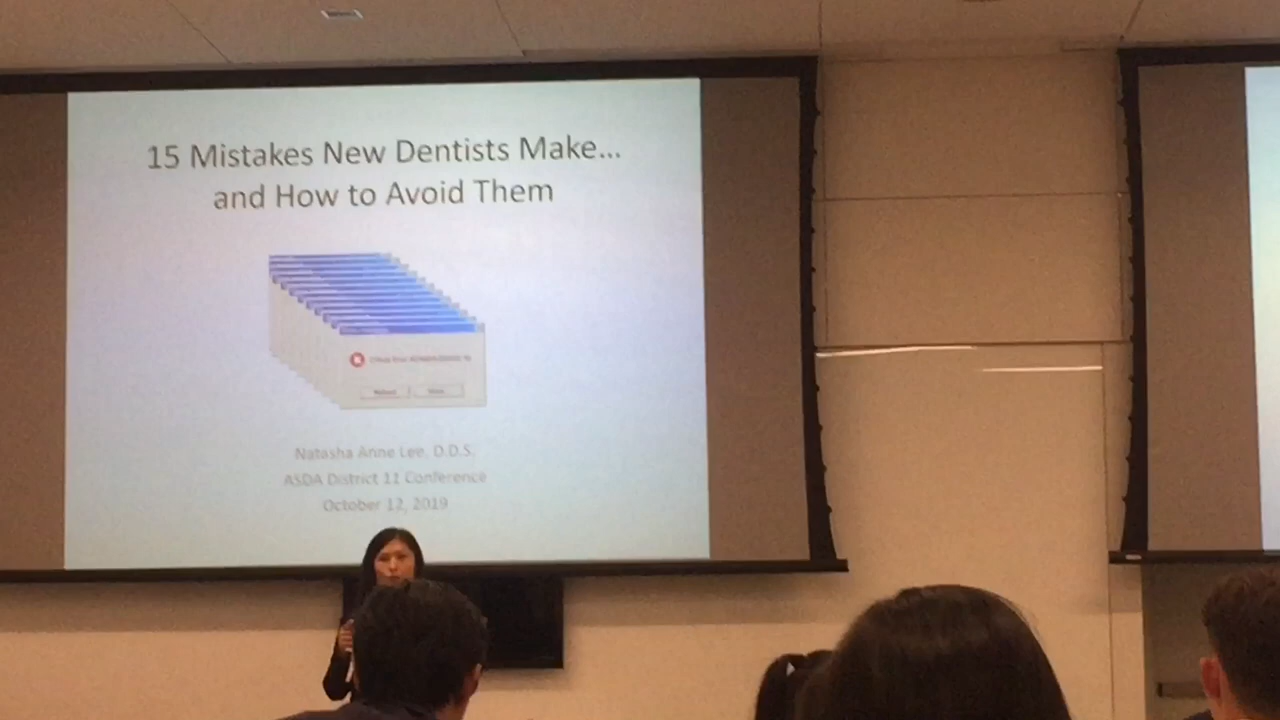 15 Mistakes New Dentists Make...
and How to Avoid Them
Natasha Anne Lee, D.D.S.
ASDA District 11 Conference
October 12, 2019